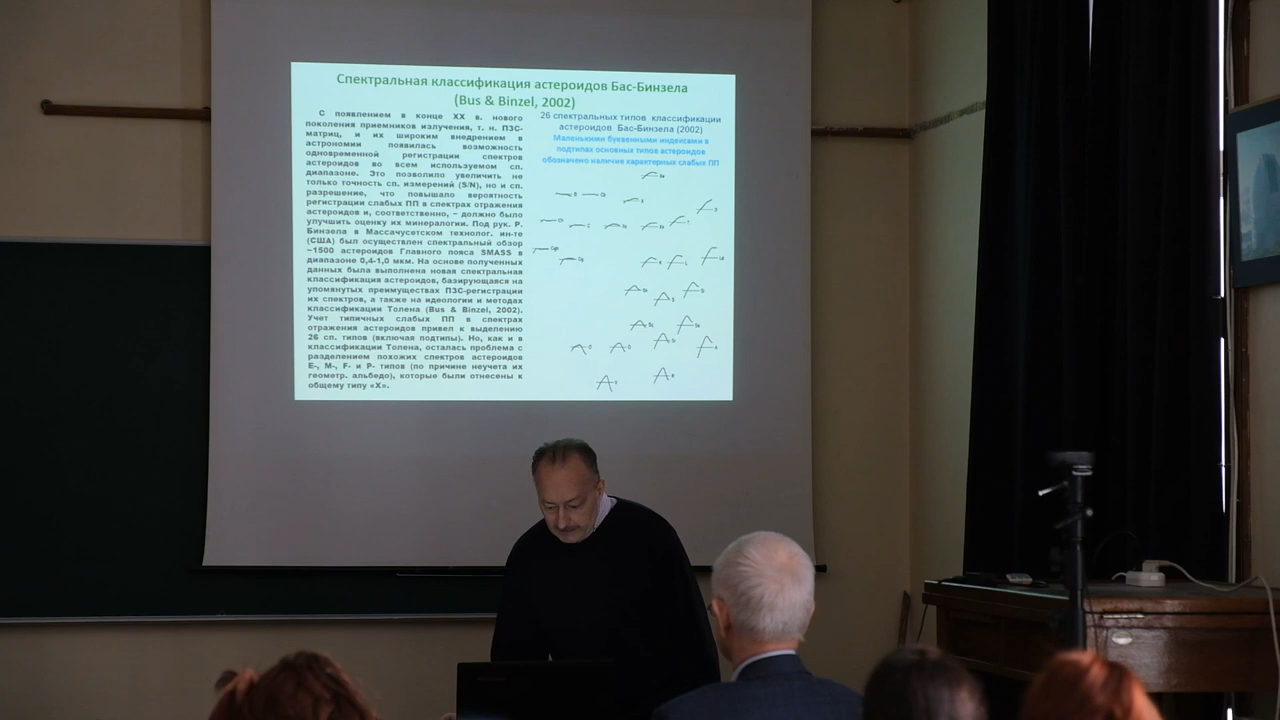 Спектральная классификация астероидов Бас-Бинзела
(Bus & Binzel, 2002)
С появлением в конце XX в. нового
поколения приемников излучения, т. н. ПЗС-
матриц, и их широким внедрением в
астрономии появилась возможность
одновременной регистрации спектров
астероидов во всем используемом сп.
диапазоне. Это позволило увеличить не
только точность сп. измерений (S/N), но и сп.
разрешение, что повышало вероятность
регистрации слабых ПП в спектрах отражения
астероидов и, соответственно, – должно было
улучшить оценку их минералогии. Под рук. Р.
Бинзела в Массачусетском технолог. ин-те
(США) был осуществлен спектральный обзор
~1500 астероидов Главного пояса SMASS в
диапазоне 0,4-1,0 мкм. На основе полученных
данных была выполнена новая спектральная
классификация астероидов, базирующаяся на
упомянутых преимуществах ПЗС-регистрации
их спектров, а также на идеологии и методах
классификации Толена (Bus & Binzel, 2002).
Учет типичных слабых ПП в спектрах
отражения астероидов привел к выделению
26 сп. типов (включая подтипы). Но, как и в
классификации Толена, осталась проблема с
разделением похожих спектров астероидов
E-, M-, F- и P- типов (по причине неучета их
геометр. альбедо), которые были отнесены к
общему типу «X».
26 спектральных типов классификации
астероидов Бас-Бинзела (2002)
Маленькими буквенными индексами в
подтипах основных типов астероидов
обозначено наличие характерных слабых ПП